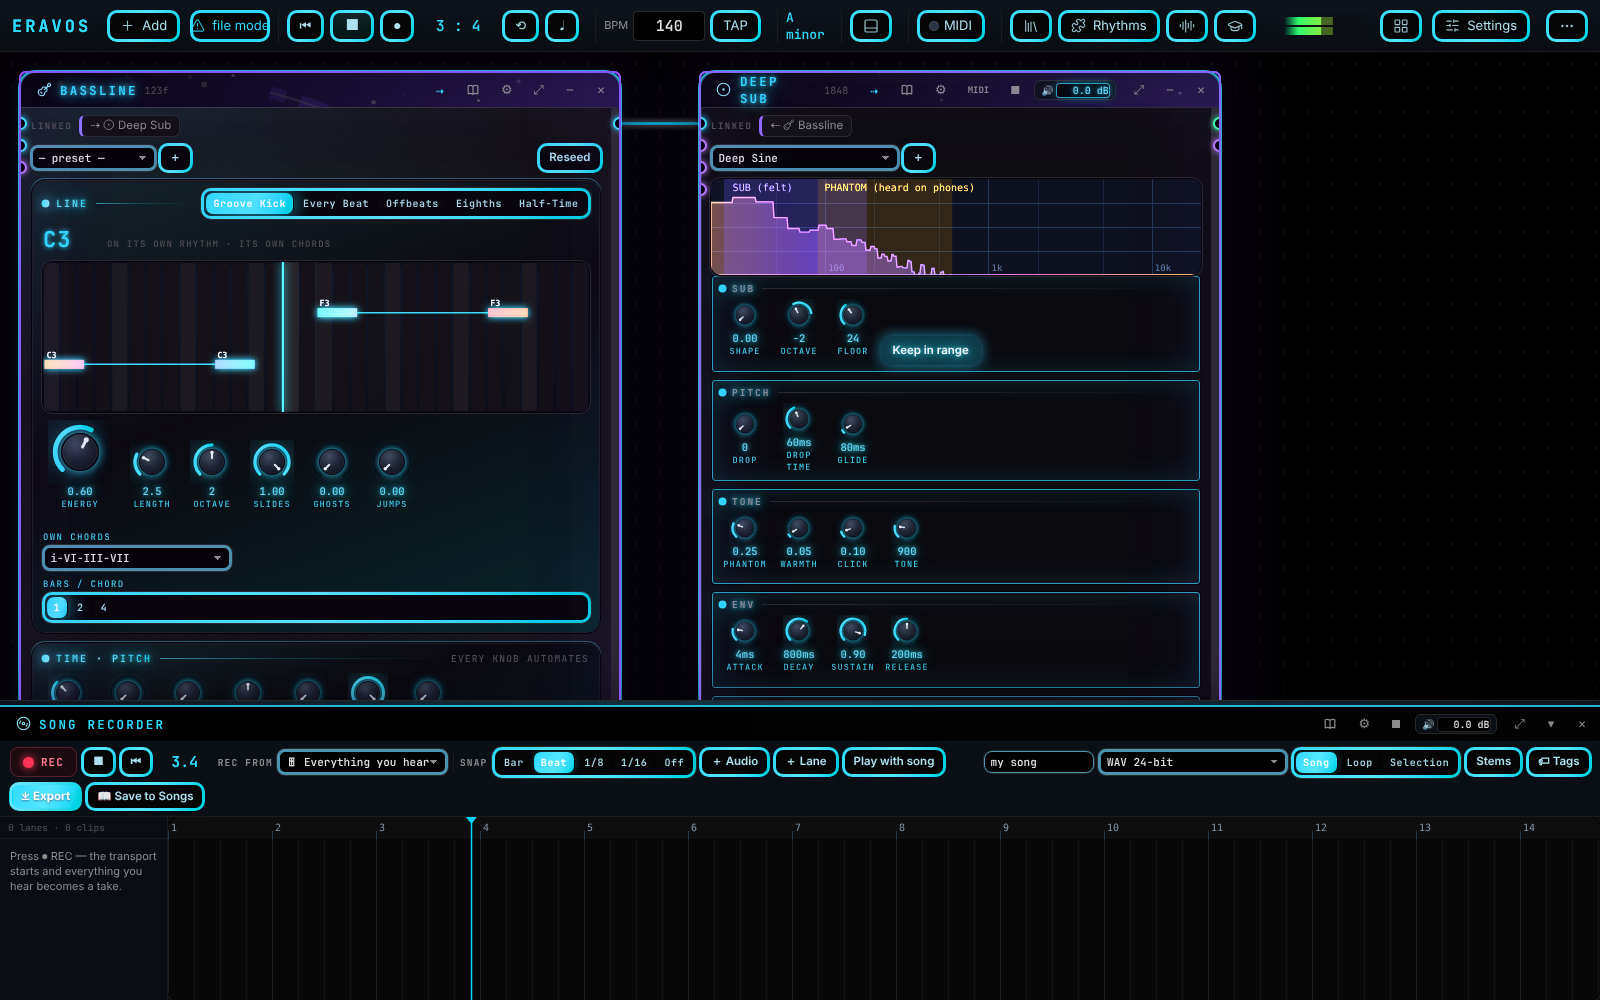 ERAVOS
Add
file mode
3 : 4
BPM 140 TAP
A minor
MIDI
Rhythms
Settings
BASSLINE 123f
LINKED Deep Sub
— preset —
+
Reseed
LINE
Groove Kick Every Beat Offbeats Eighths Half-Time
C3
ON ITS OWN RHYTHM · ITS OWN CHORDS
F3 F3
C3 C3
0.60 2.5 2 1.00 0.00 0.00
ENERGY LENGTH OCTAVE SLIDES GHOSTS JUMPS
OWN CHORDS
i-VI-III-VII
BARS / CHORD
1 2 4
TIME · PITCH
EVERY KNOB AUTOMATES
DEEP SUB
1848
MIDI
0.0 dB
LINKED Bassline
Deep Sine
+
SUB (felt) PHANTOM (heard on phones)
100 1k 10k
SUB
0.00 -2 24
SHAPE OCTAVE FLOOR
Keep in range
PITCH
0 60ms 80ms
DROP DROP TIME GLIDE
TONE
0.25 0.05 0.10 900
PHANTOM WARMTH CLICK TONE
ENV
4ms 800ms 0.90 200ms
ATTACK DECAY SUSTAIN RELEASE
SONG RECORDER
0.0 dB
REC
3.4
REC FROM
Everything you hear
SNAP
Bar Beat 1/8 1/16 Off
+ Audio
+ Lane
Play with song
my song
WAV 24-bit
Song Loop Selection
Stems
Tags
Export
Save to Songs
0 lanes · 0 clips
1 2 3 4 5 6 7 8 9 10 11 12 13 14
Press ● REC — the transport
starts and everything you
hear becomes a take.